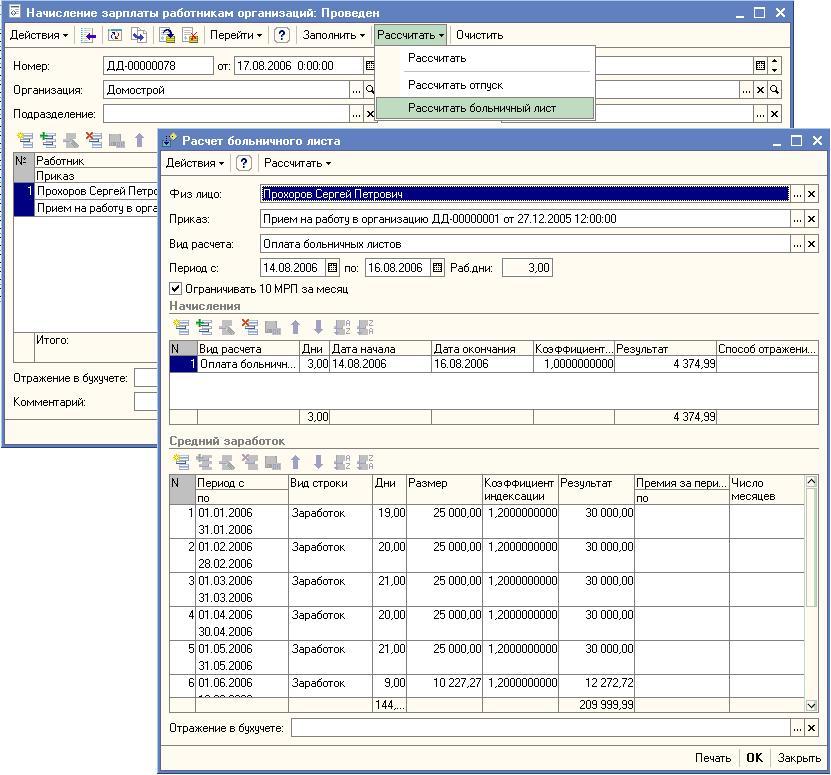 Начисление зарплаты работникам организаций: Проведен
Действия Перейти ? Заполнить Рассчитать Очистить
Рассчитать
Рассчитать отпуск
Рассчитать больничный лист
Номер: ДД-00000078 от: 17.08.2006 0:00:00
Организация: Домострой ...
Подразделение: ...
№ Работник
Приказ
1 Прохоров Сергей Петро
Прием на работу в орга
Итого:
Отражение в бухучете:
Комментарий:
Расчет больничного листа
Действия ? Рассчитать
Физ лицо: Прохоров Сергей Петрович ...
Приказ: Прием на работу в организацию ДД-00000001 от 27.12.2005 12:00:00 ...
Вид расчета: Оплата больничных листов ...
Период с: 14.08.2006 по: 16.08.2006 Раб.дни: 3,00
Ограничивать 10 МРП за месяц
Начисления
N Вид расчета Дни Дата начала Дата окончания Коэффициент... Результат Способ отражени...
1 Оплата больничн... 3,00 14.08.2006 16.08.2006 1,0000000000 4 374,99
3,00 4 374,99
Средний заработок
N Период с Вид строки Дни Размер Коэффициент индексации Результат Премия за пери... Число месяцев
по по
1 01.01.2006 Заработок 19,00 25 000,00 1,2000000000 30 000,00
31.01.2006
2 01.02.2006 Заработок 20,00 25 000,00 1,2000000000 30 000,00
28.02.2006
3 01.03.2006 Заработок 21,00 25 000,00 1,2000000000 30 000,00
31.03.2006
4 01.04.2006 Заработок 20,00 25 000,00 1,2000000000 30 000,00
30.04.2006
5 01.05.2006 Заработок 21,00 25 000,00 1,2000000000 30 000,00
31.05.2006
6 01.06.2006 Заработок 9,00 10 227,27 1,2000000000 12 272,72
144,... 209 999,99
Отражение в бухучете: ...
Печать OK Закрыть